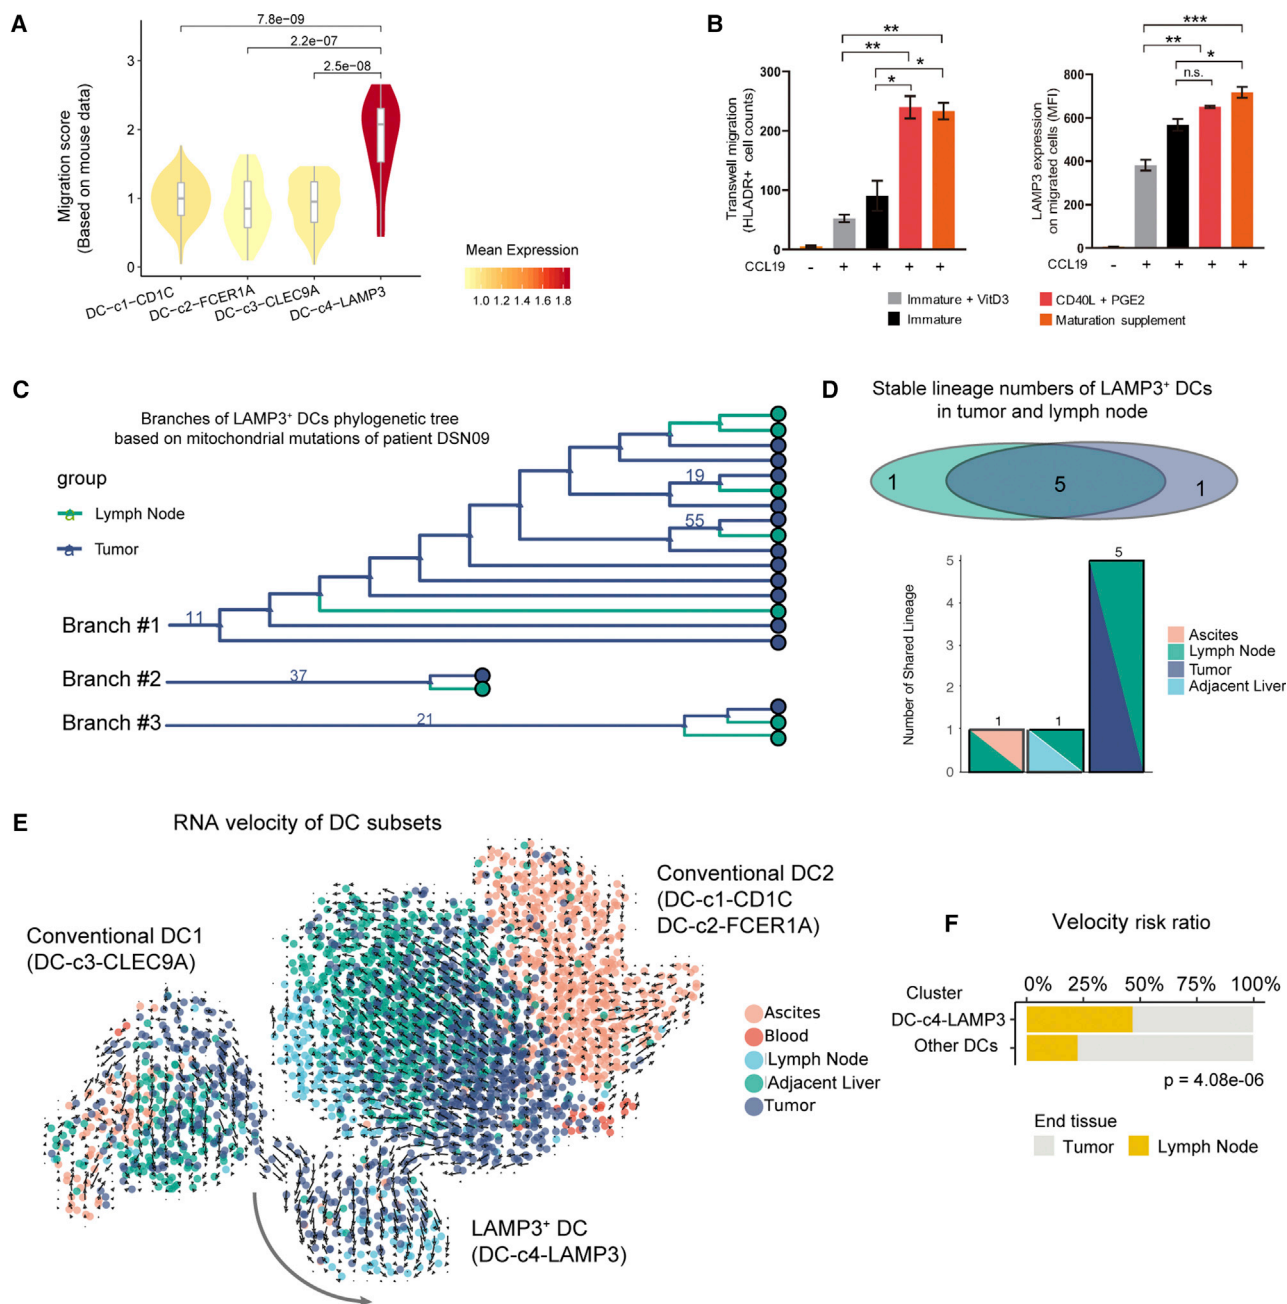 A
7.8e−09
2.2e−07
2.5e−08
3
2
1
0
Migration score
(Based on mouse data)
DC−c1−CD1C
DC−c2−FCER1A
DC−c3−CLEC9A
DC−c4−LAMP3
Mean Expression
1.0 1.2 1.4 1.6 1.8
B
**
**
*
*
300
200
100
0
Transwell migration
(HLADR+ cell counts)
CCL19 - + + + +
***
**
*
n.s.
800
600
400
200
0
LAMP3 expression
on migrated cells (MFI)
CCL19 - + + + +
Immature + VitD3
CD40L + PGE2
Immature
Maturation supplement
C
Branches of LAMP3⁺ DCs phylogenetic tree
based on mitochondrial mutations of patient DSN09
group
a Lymph Node
a Tumor
19
55
Branch #1
11
Branch #2
37
Branch #3
21
D
Stable lineage numbers of LAMP3⁺ DCs
in tumor and lymph node
1
5
1
Number of Shared Lineage
5
4
3
2
1
0
1
1
5
Ascites
Lymph Node
Tumor
Adjacent Liver
E
RNA velocity of DC subsets
Conventional DC1
(DC-c3-CLEC9A)
Conventional DC2
(DC-c1-CD1C
DC-c2-FCER1A)
LAMP3⁺ DC
(DC-c4-LAMP3)
Ascites
Blood
Lymph Node
Adjacent Liver
Tumor
F
Velocity risk ratio
0% 25% 50% 75% 100%
Cluster
DC-c4-LAMP3
Other DCs
p = 4.08e-06
End tissue
Tumor
Lymph Node